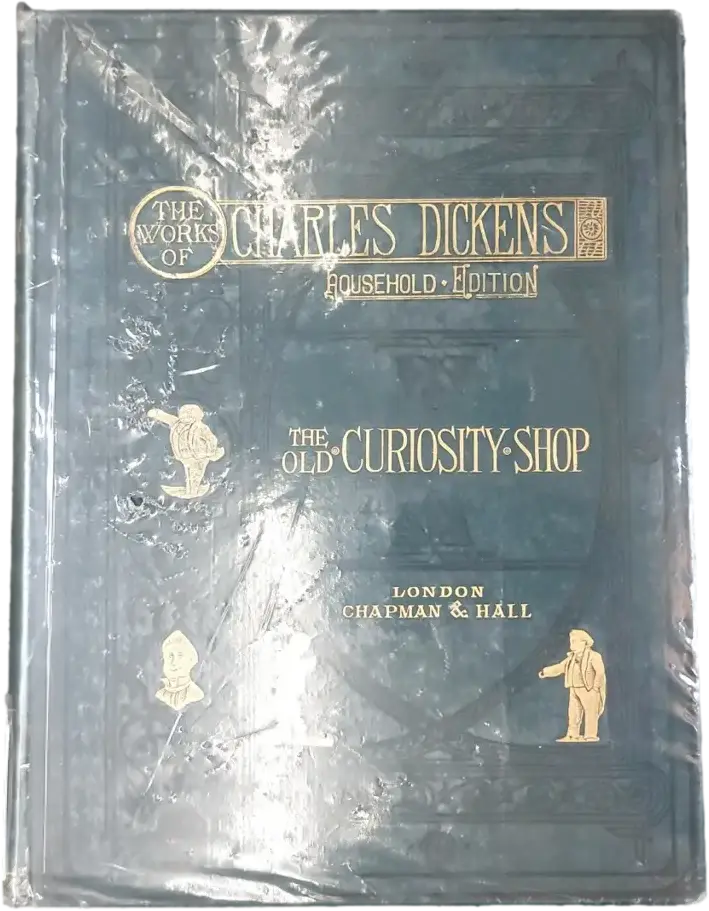 THE
WORKS
OF
CHARLES DICKENS
HOUSEHOLD · EDITION
THE
OLD · CURIOSITY · SHOP
LONDON
CHAPMAN & HALL